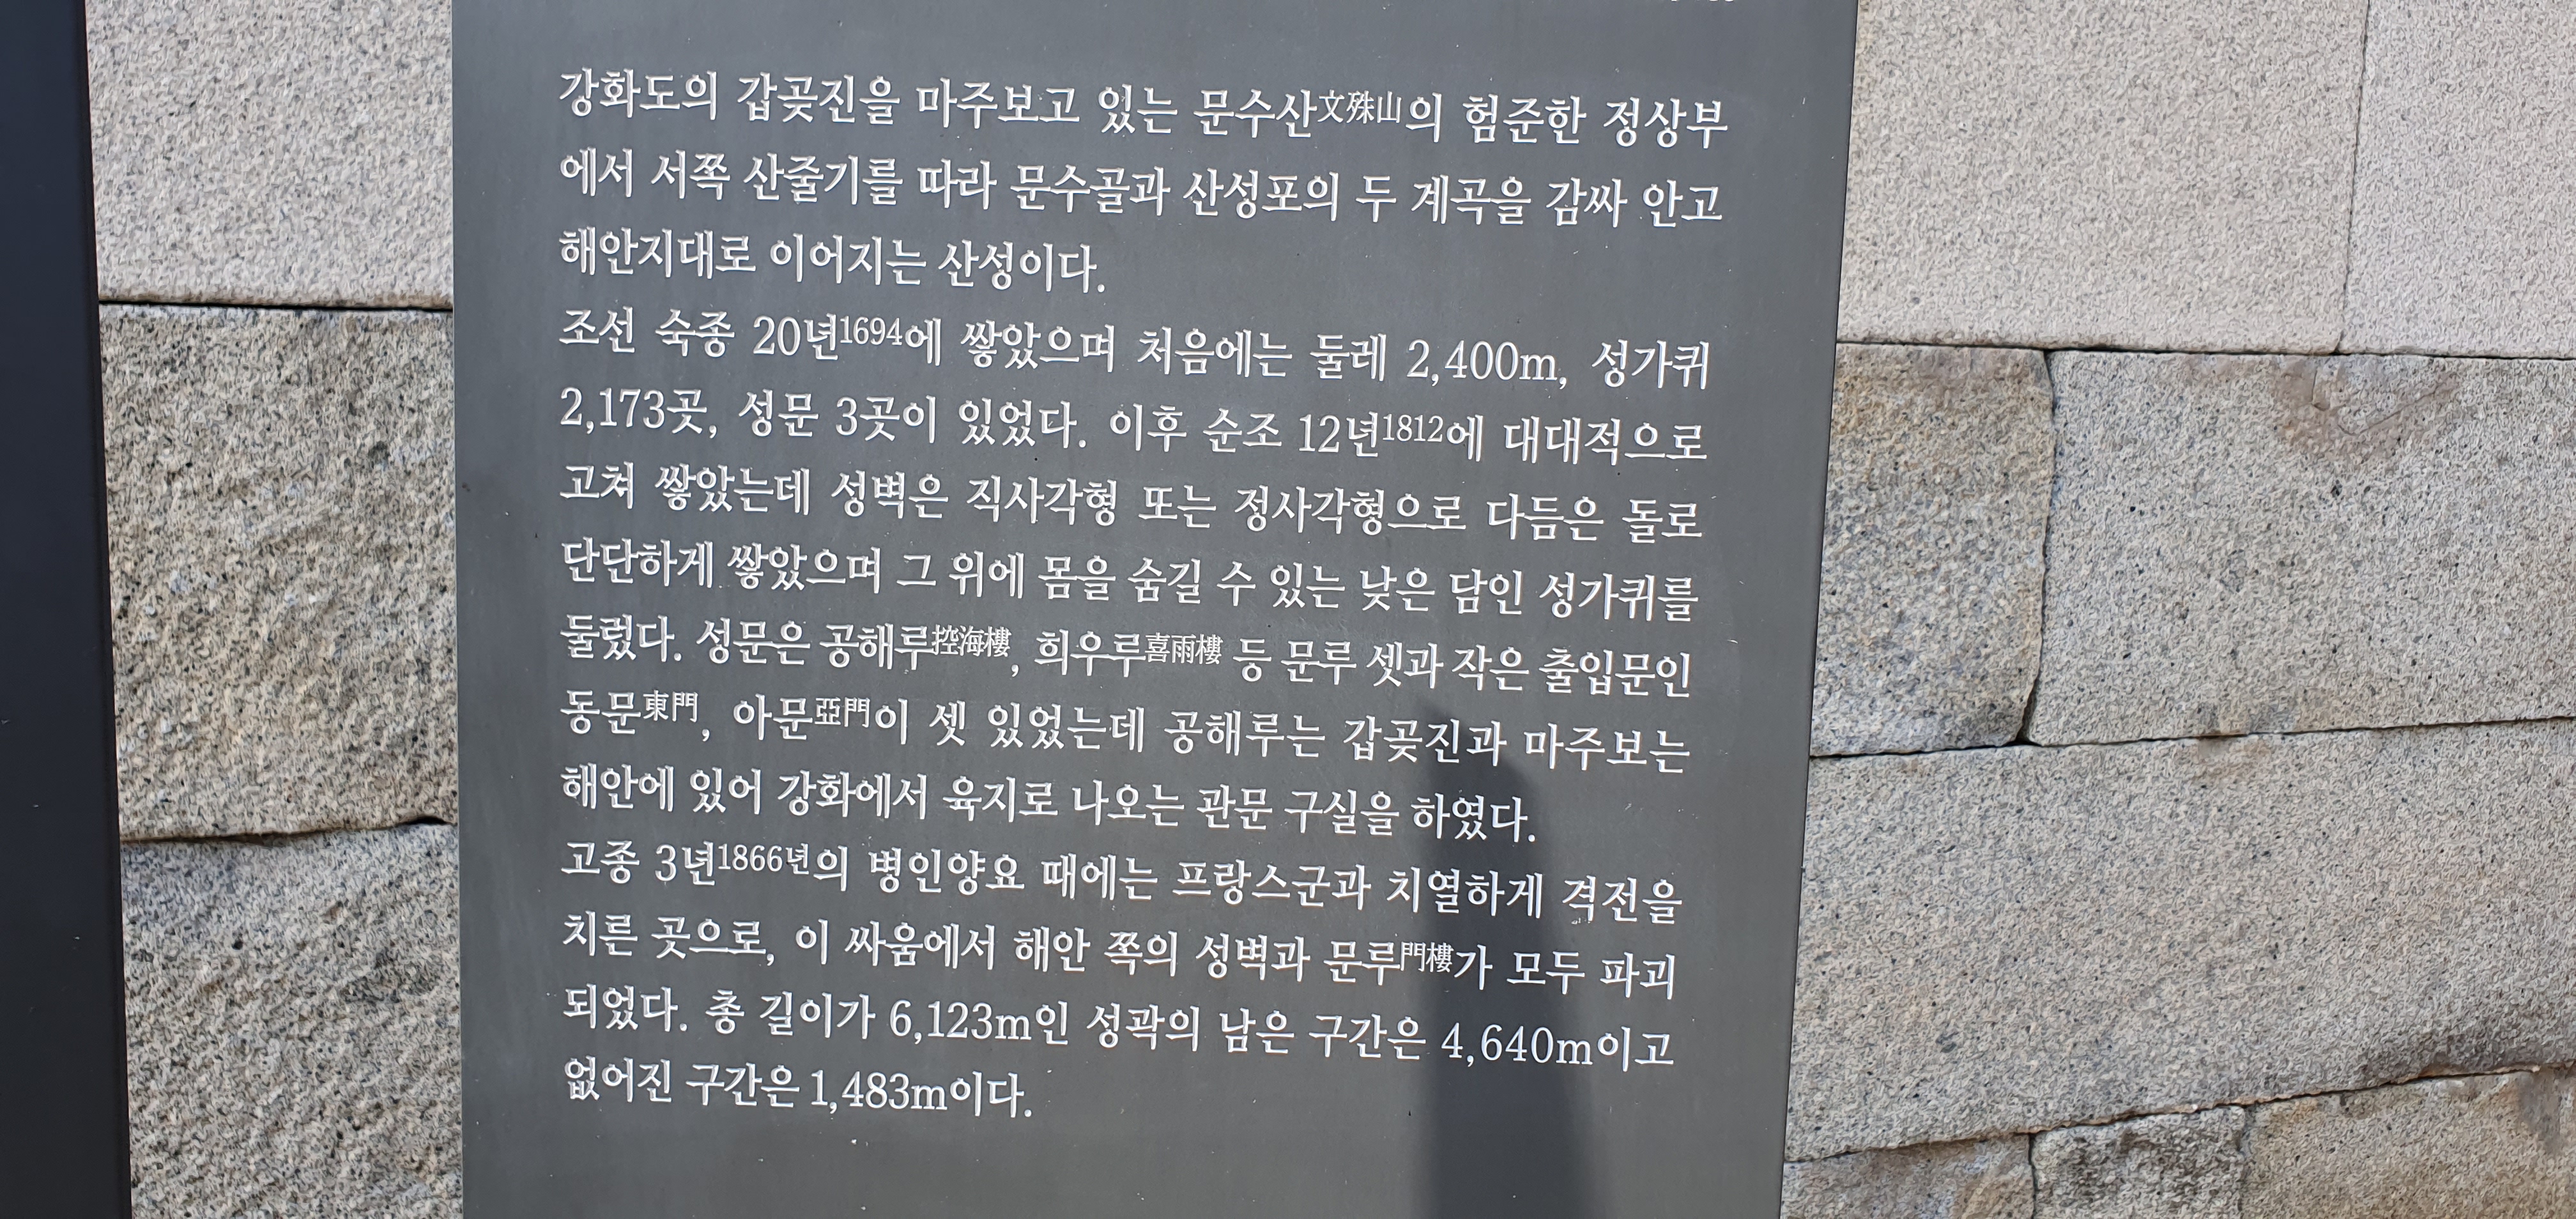 강화도의 갑곶진을 마주보고 있는 문수산文殊山의 험준한 정상부
에서 서쪽 산줄기를 따라 문수골과 산성포의 두 계곡을 감싸 안고
해안지대로 이어지는 산성이다.
조선 숙종 20년1694에 쌓았으며 처음에는 둘레 2,400m, 성가퀴
2,173곳, 성문 3곳이 있었다. 이후 순조 12년1812에 대대적으로
고쳐 쌓았는데 성벽은 직사각형 또는 정사각형으로 다듬은 돌로
단단하게 쌓았으며 그 위에 몸을 숨길 수 있는 낮은 담인 성가퀴를
둘렀다. 성문은 공해루控海樓, 희우루喜雨樓 등 문루 셋과 작은 출입문인
동문東門, 아문亞門이 셋 있었는데 공해루는 갑곶진과 마주보는
해안에 있어 강화에서 육지로 나오는 관문 구실을 하였다.
고종 3년1866년의 병인양요 때에는 프랑스군과 치열하게 격전을
치른 곳으로, 이 싸움에서 해안 쪽의 성벽과 문루門樓가 모두 파괴
되었다. 총 길이가 6,123m인 성곽의 남은 구간은 4,640m이고
없어진 구간은 1,483m이다.